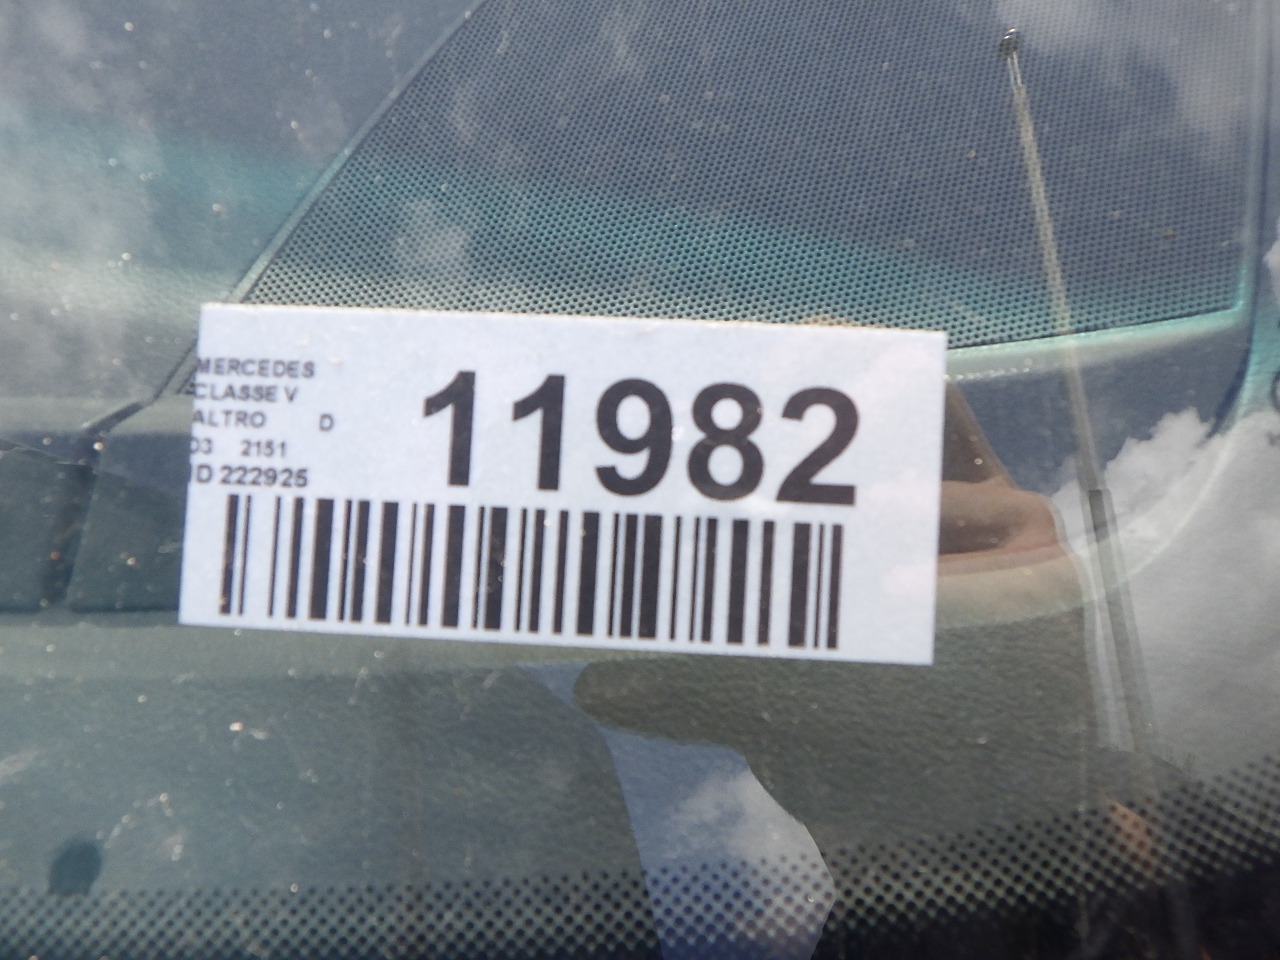 MERCEDES
CLASSE V
ALTRO D
03 2151
ID 222925
11982